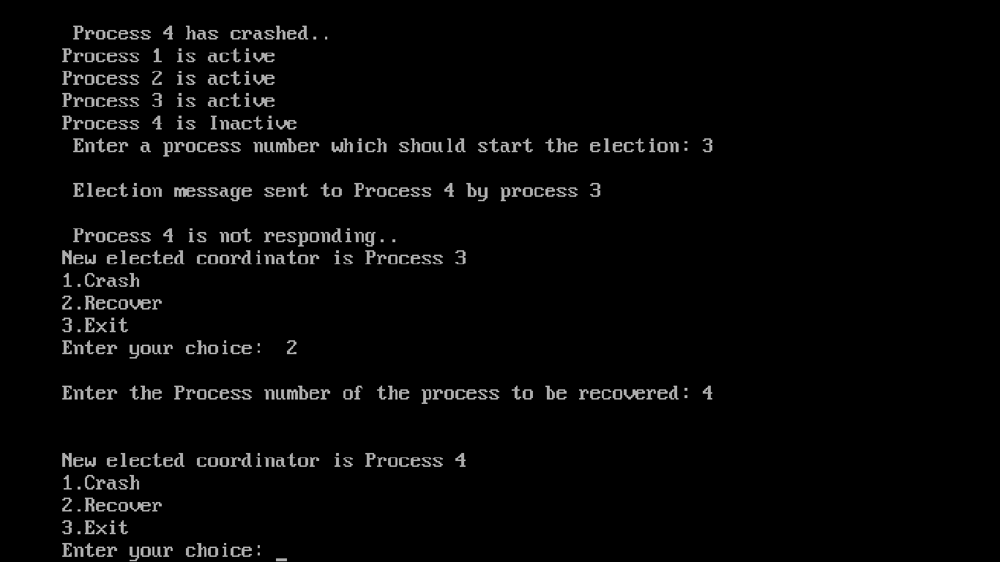 Process 4 has crashed..
Process 1 is active
Process 2 is active
Process 3 is active
Process 4 is Inactive
Enter a process number which should start the election: 3
Election message sent to Process 4 by process 3
Process 4 is not responding..
New elected coordinator is Process 3
1.Crash
2.Recover
3.Exit
Enter your choice:  2
Enter the Process number of the process to be recovered: 4
New elected coordinator is Process 4
1.Crash
2.Recover
3.Exit
Enter your choice: _